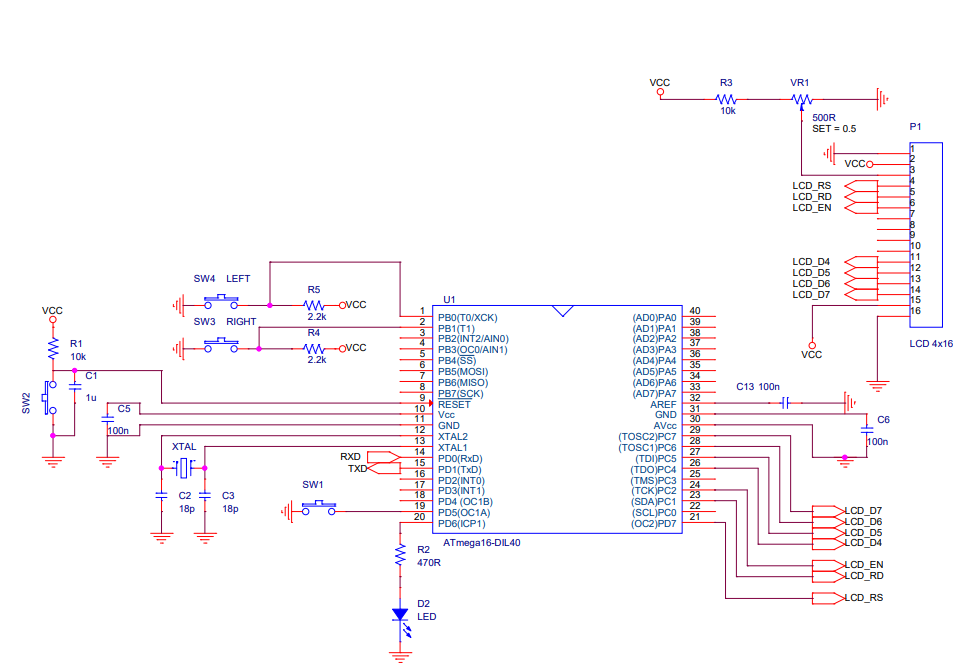 VCC
R3
10k
VR1
500R
SET = 0.5
P1
1
2
3
4
5
6
7
8
9
10
11
12
13
14
15
16
VCC
LCD_RS
LCD_RD
LCD_EN
LCD_D4
LCD_D5
LCD_D6
LCD_D7
VCC
LCD 4x16
SW4 LEFT
R5
2.2k
VCC
SW3 RIGHT
R4
2.2k
VCC
VCC
R1
10k
SW2
C1
1u
C5
100n
XTAL
C2
18p
C3
18p
RXD
TXD
SW1
U1
1 PB0(T0/XCK)
2 PB1(T1)
3 PB2(INT2/AIN0)
4 PB3(OC0/AIN1)
5 PB4(SS)
6 PB5(MOSI)
7 PB6(MISO)
8 PB7(SCK)
9 RESET
10 Vcc
11 GND
12 XTAL2
13 XTAL1
14 PD0(RxD)
15 PD1(TxD)
16 PD2(INT0)
17 PD3(INT1)
18 PD4 (OC1B)
19 PD5(OC1A)
20 PD6(ICP1)
(AD0)PA0 40
(AD1)PA1 39
(AD2)PA2 38
(AD3)PA3 37
(AD4)PA4 36
(AD5)PA5 35
(AD6)PA6 34
(AD7)PA7 33
AREF 32
GND 31
AVcc 30
(TOSC2)PC7 29
(TOSC1)PC6 28
(TDI)PC5 27
(TDO)PC4 26
(TMS)PC3 25
(TCK)PC2 24
(SDA)PC1 23
(SCL)PC0 22
(OC2)PD7 21
ATmega16-DIL40
C13 100n
C6
100n
LCD_D7
LCD_D6
LCD_D5
LCD_D4
LCD_EN
LCD_RD
LCD_RS
R2
470R
D2
LED